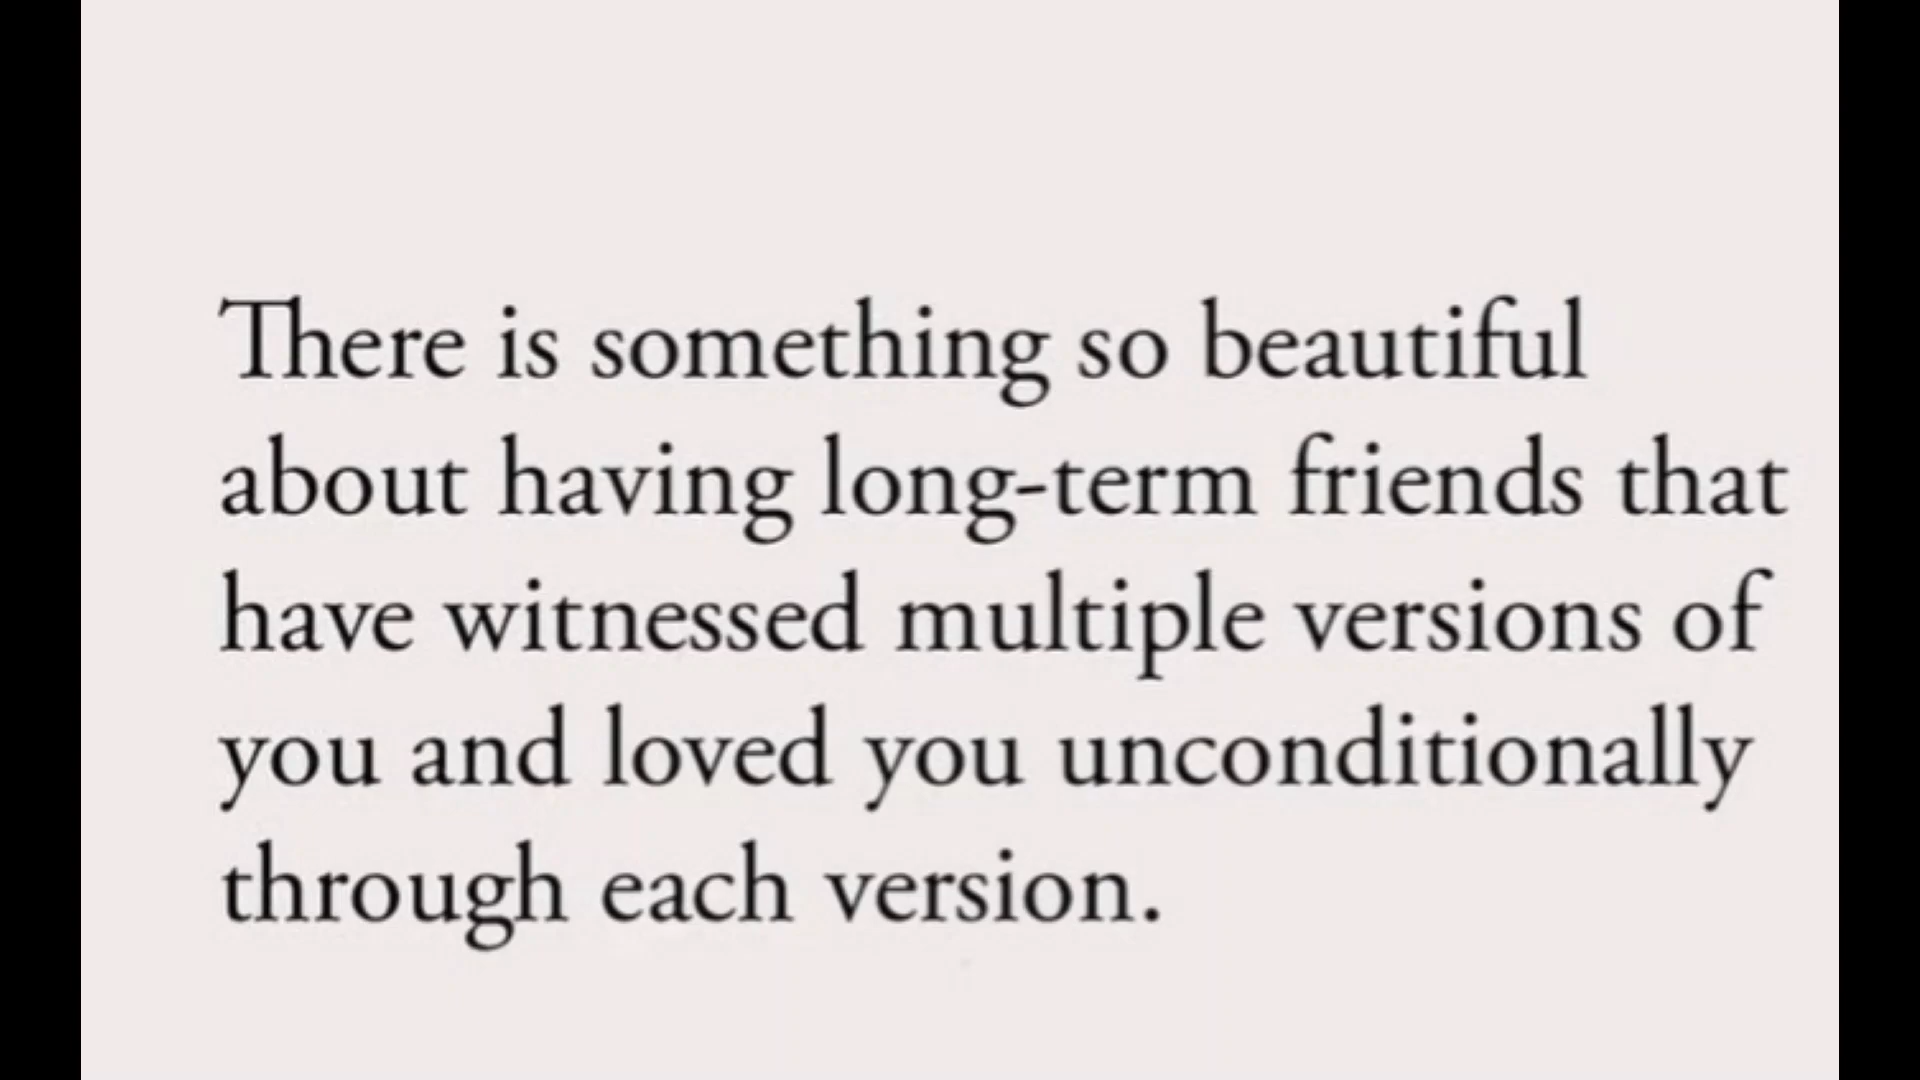 There is something so beautiful
about having long-term friends that
have witnessed multiple versions of
you and loved you unconditionally
through each version.